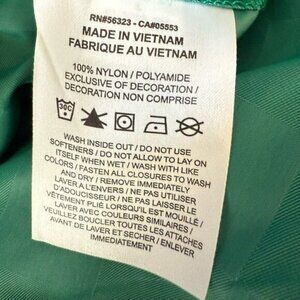 RN#56323 - CA#05553
MADE IN VIETNAM
FABRIQUE AU VIETNAM
100% NYLON / POLYAMIDE
EXCLUSIVE OF DECORATION /
DECORATION NON COMPRISE
30C
WASH INSIDE OUT / DO NOT USE
SOFTENERS / DO NOT ALLOW TO LAY ON
ITSELF WHEN WET / WASH WITH LIKE
COLORS / FASTEN ALL CLOSURES TO WASH
AND DRY / REMOVE IMMEDIATELY
LAVER A L'ENVERS / NE PAS UTILISER
D'ADOUCISSEUR / NE PAS LAISSER LE
VÊTEMENT PLIÉ LORSQU'IL EST MOUILLÉ /
LAVER AVEC COULEURS SIMILAIRES /
VEUILLEZ BOUCLER TOUTES LES ATTACHES
AVANT DE LAVER ET SECHER / ENLEVER
IMMEDIATEMENT